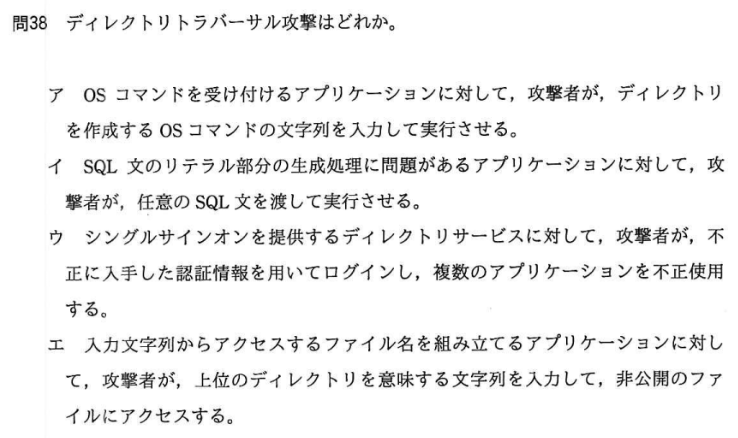 問38 ディレクトリトラバーサル攻撃はどれか。
ア OS コマンドを受け付けるアプリケーションに対して，攻撃者が，ディレクトリ
を作成する OS コマンドの文字列を入力して実行させる。
イ SQL 文のリテラル部分の生成処理に問題があるアプリケーションに対して，攻
撃者が，任意の SQL 文を渡して実行させる。
ウ シングルサインオンを提供するディレクトリサービスに対して，攻撃者が，不
正に入手した認証情報を用いてログインし，複数のアプリケーションを不正使用
する。
エ 入力文字列からアクセスするファイル名を組み立てるアプリケーションに対し
て，攻撃者が，上位のディレクトリを意味する文字列を入力して，非公開のファ
イルにアクセスする。